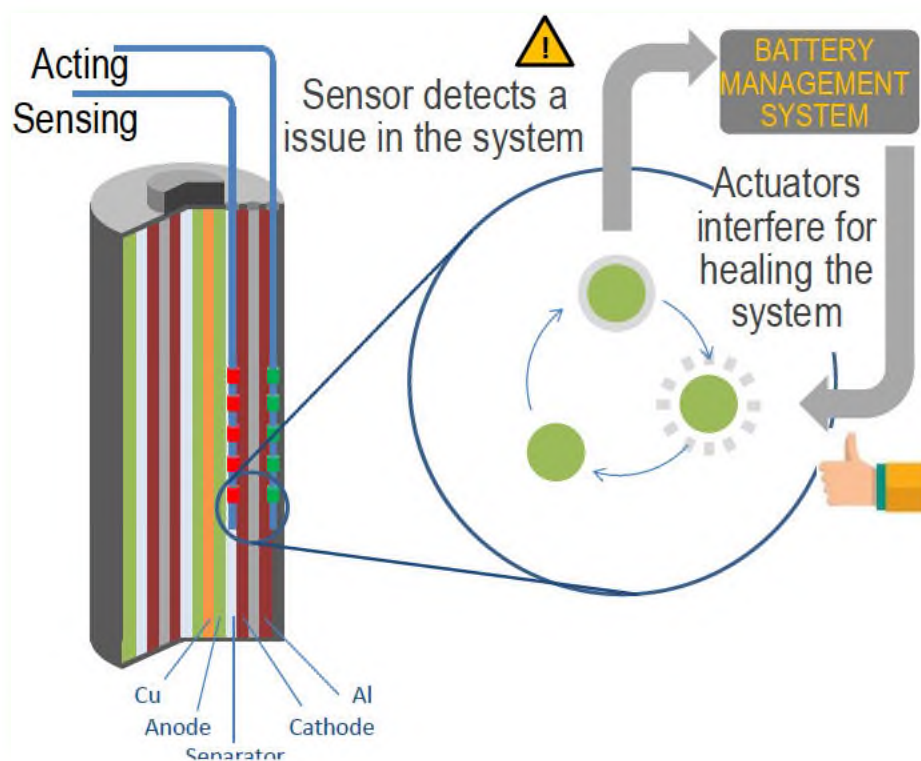 Acting
Sensing
Sensor detects a
issue in the system
!
BATTERY
MANAGEMENT
SYSTEM
Actuators
interfere for
healing the
system
Cu
Anode
Separator
Cathode
Al